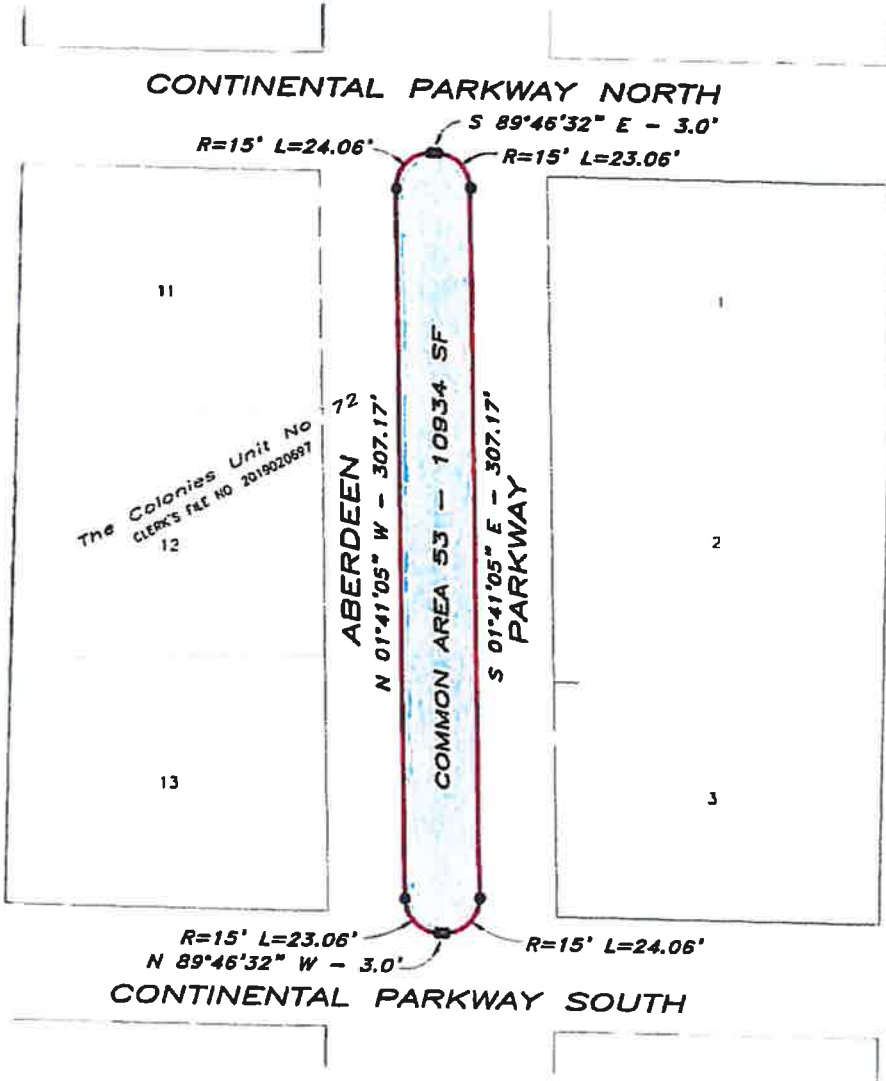 CONTINENTAL PARKWAY NORTH
S 89°46'32" E - 3.0'
R=15' L=24.06'
R=15' L=23.06'
11
1
The Colonies Unit No 72
CLERK'S FILE NO 2019020697
12
ABERDEEN
N 01°41'05" W - 307.17'
COMMON AREA 53 - 10934 SF
S 01°41'05" E - 307.17'
PARKWAY
2
13
3
R=15' L=23.06'
R=15' L=24.06'
N 89°46'32" W - 3.0'
CONTINENTAL PARKWAY SOUTH